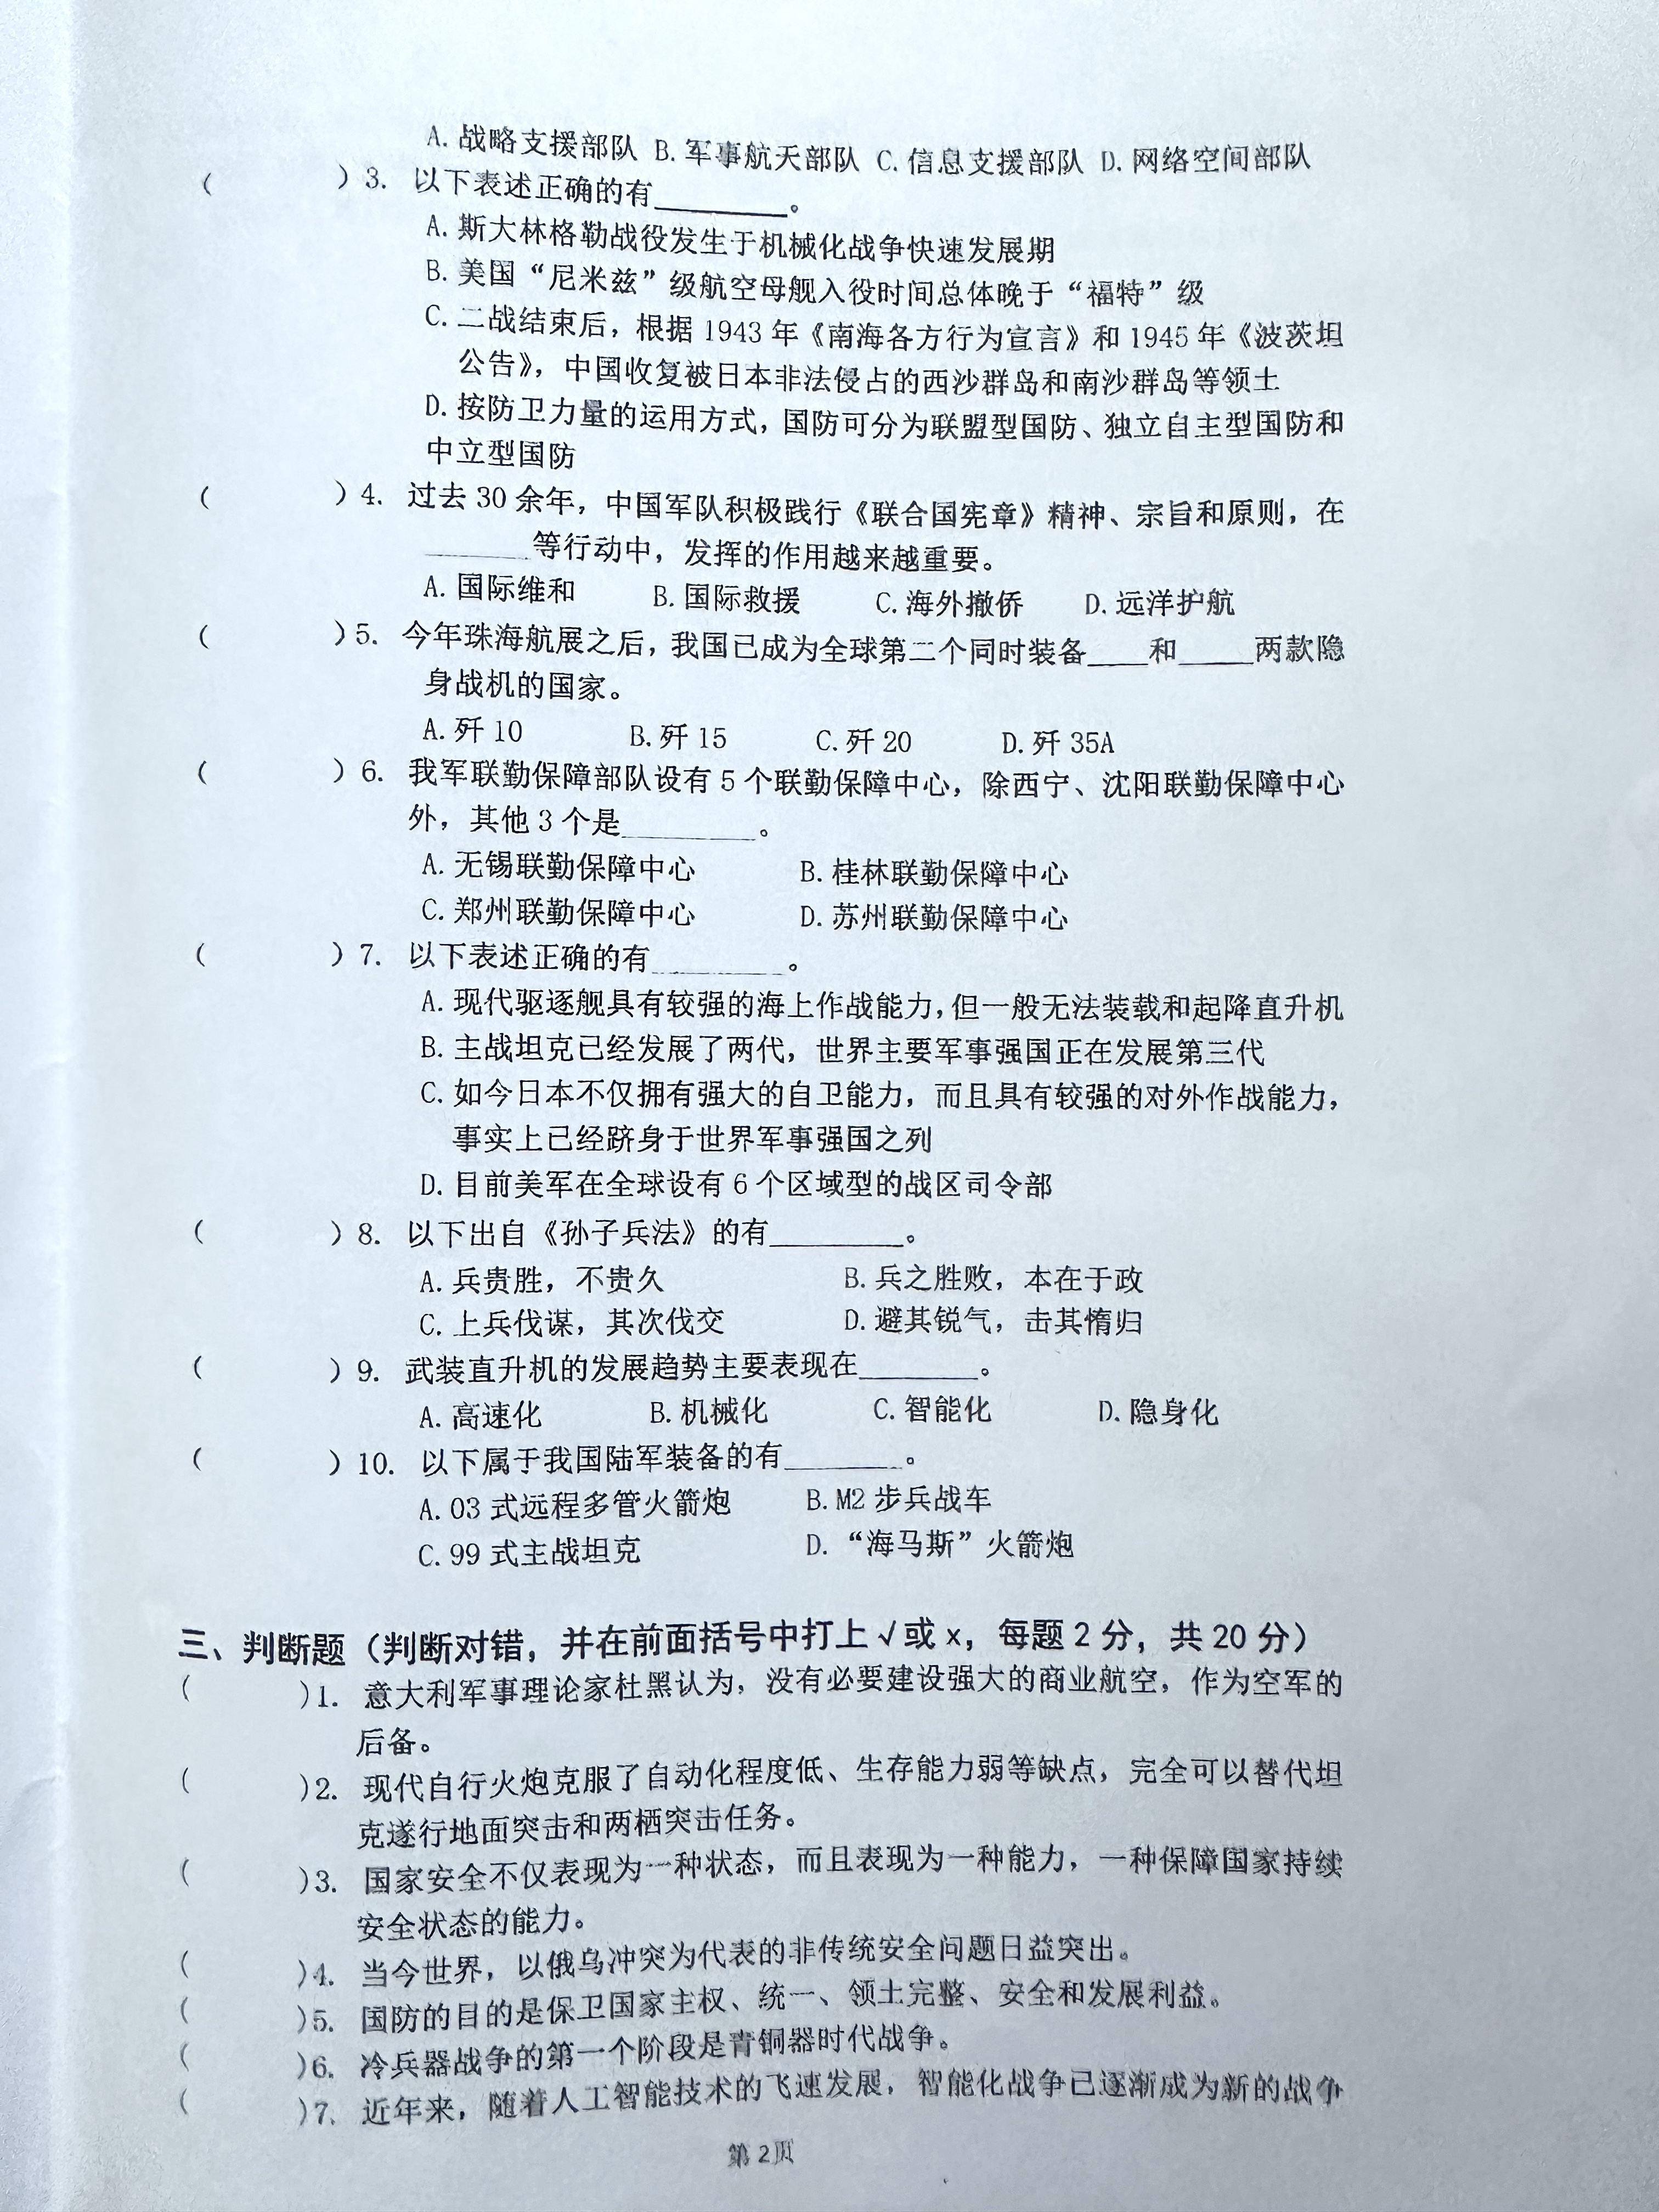 A. 战略支援部队 B. 军事航天部队 C. 信息支援部队 D. 网络空间部队
( )3. 以下表述正确的有________。
A. 斯大林格勒战役发生于机械化战争快速发展期
B. 美国“尼米兹”级航空母舰入役时间总体晚于“福特”级
C. 二战结束后，根据 1943 年《南海各方行为宣言》和 1945 年《波茨坦
公告》，中国收复被日本非法侵占的西沙群岛和南沙群岛等领土
D. 按防卫力量的运用方式，国防可分为联盟型国防、独立自主型国防和
中立型国防
( )4. 过去 30 余年，中国军队积极践行《联合国宪章》精神、宗旨和原则，在
_______等行动中，发挥的作用越来越重要。
A. 国际维和 B. 国际救援 C. 海外撤侨 D. 远洋护航
( )5. 今年珠海航展之后，我国已成为全球第二个同时装备____和_____两款隐
身战机的国家。
A. 歼 10 B. 歼 15 C. 歼 20 D. 歼 35A
( )6. 我军联勤保障部队设有 5 个联勤保障中心，除西宁、沈阳联勤保障中心
外，其他 3 个是_________。
A. 无锡联勤保障中心 B. 桂林联勤保障中心
C. 郑州联勤保障中心 D. 苏州联勤保障中心
( )7. 以下表述正确的有_________。
A. 现代驱逐舰具有较强的海上作战能力，但一般无法装载和起降直升机
B. 主战坦克已经发展了两代，世界主要军事强国正在发展第三代
C. 如今日本不仅拥有强大的自卫能力，而且具有较强的对外作战能力，
事实上已经跻身于世界军事强国之列
D. 目前美军在全球设有 6 个区域型的战区司令部
( )8. 以下出自《孙子兵法》的有_________。
A. 兵贵胜，不贵久 B. 兵之胜败，本在于政
C. 上兵伐谋，其次伐交 D. 避其锐气，击其惰归
( )9. 武装直升机的发展趋势主要表现在________。
A. 高速化 B. 机械化 C. 智能化 D. 隐身化
( )10. 以下属于我国陆军装备的有________。
A. 03 式远程多管火箭炮 B. M2 步兵战车
C. 99 式主战坦克 D. “海马斯”火箭炮
三、判断题（判断对错，并在前面括号中打上√或x，每题 2 分，共 20 分）
( )1. 意大利军事理论家杜黑认为，没有必要建设强大的商业航空，作为空军的
后备。
( )2. 现代自行火炮克服了自动化程度低、生存能力弱等缺点，完全可以替代坦
克遂行地面突击和两栖突击任务。
( )3. 国家安全不仅表现为一种状态，而且表现为一种能力，一种保障国家持续
安全状态的能力。
( )4. 当今世界，以俄乌冲突为代表的非传统安全问题日益突出。
( )5. 国防的目的是保卫国家主权、统一、领土完整、安全和发展利益。
( )6. 冷兵器战争的第一个阶段是青铜器时代战争。
( )7. 近年来，随着人工智能技术的飞速发展，智能化战争已逐渐成为新的战争
第 2页